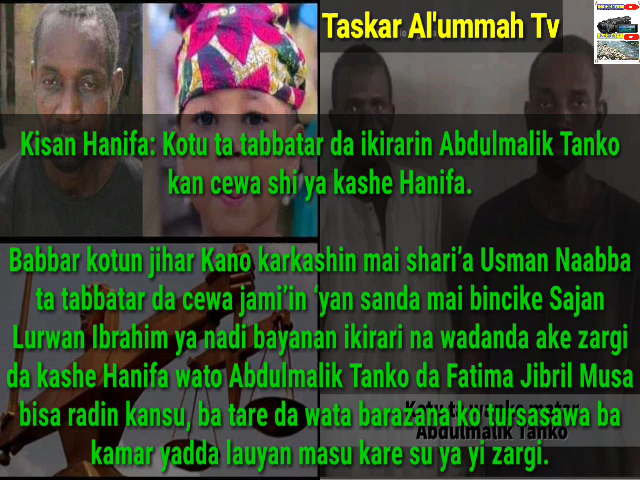 Taskar Al'ummah Tv
Kisan Hanifa: Kotu ta tabbatar da ikirarin Abdulmalik Tanko
kan cewa shi ya kashe Hanifa.
Babbar kotun jihar Kano karkashin mai shari'a Usman Naabba
ta tabbatar da cewa jami'in 'yan sanda mai bincike Sajan
Lurwan Ibrahim ya nadi bayanan ikirari na wadanda ake zargi
da kashe Hanifa wato Abdulmalik Tanko da Fatima Jibril Musa
bisa radin kansu, ba tare da wata barazana ko tursasawa ba
kamar yadda lauyan masu kare su ya yi zargi.
Abdulmalik Tanko